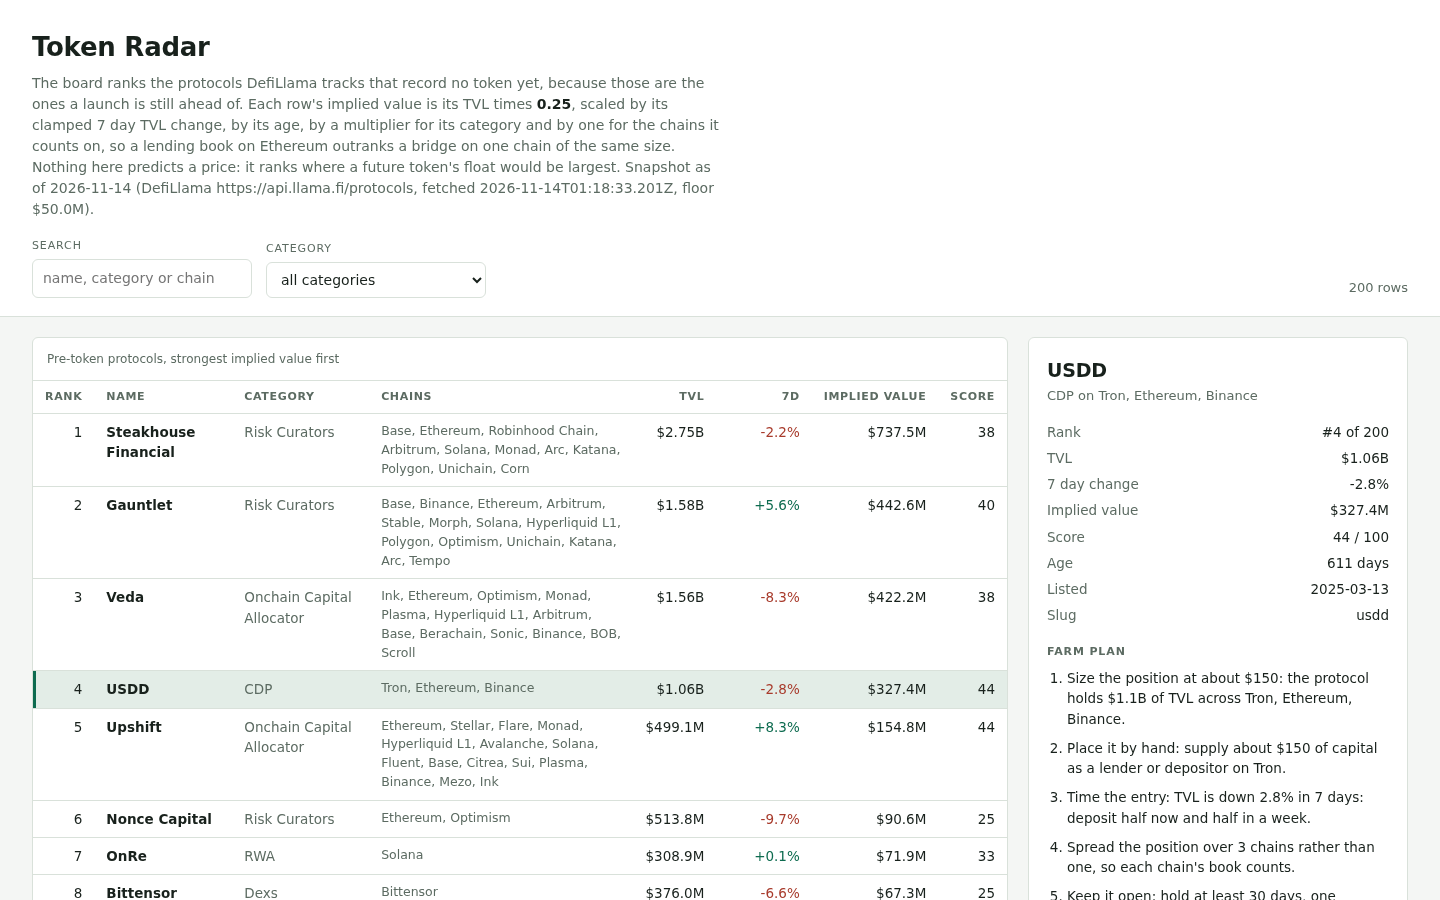 Token Radar
The board ranks the protocols DefiLlama tracks that record no token yet, because those are the
ones a launch is still ahead of. Each row's implied value is its TVL times 0.25, scaled by its
clamped 7 day TVL change, by its age, by a multiplier for its category and by one for the chains it
counts on, so a lending book on Ethereum outranks a bridge on one chain of the same size.
Nothing here predicts a price: it ranks where a future token's float would be largest. Snapshot as
of 2026-11-14 (DefiLlama https://api.llama.fi/protocols, fetched 2026-11-14T01:18:33.201Z, floor
$50.0M).
SEARCH
CATEGORY
name, category or chain
all categories
200 rows
Pre-token protocols, strongest implied value first
RANK NAME CATEGORY CHAINS TVL 7D IMPLIED VALUE SCORE
1 Steakhouse Risk Curators Base, Ethereum, Robinhood Chain, $2.75B -2.2% $737.5M 38
Financial Arbitrum, Solana, Monad, Arc, Katana,
Polygon, Unichain, Corn
2 Gauntlet Risk Curators Base, Binance, Ethereum, Arbitrum, $1.58B +5.6% $442.6M 40
Stable, Morph, Solana, Hyperliquid L1,
Polygon, Optimism, Unichain, Katana,
Arc, Tempo
3 Veda Onchain Capital Ink, Ethereum, Optimism, Monad, $1.56B -8.3% $422.2M 38
Allocator Plasma, Hyperliquid L1, Arbitrum,
Base, Berachain, Sonic, Binance, BOB,
Scroll
4 USDD CDP Tron, Ethereum, Binance $1.06B -2.8% $327.4M 44
5 Upshift Onchain Capital Ethereum, Stellar, Flare, Monad, $499.1M +8.3% $154.8M 44
Allocator Hyperliquid L1, Avalanche, Solana,
Fluent, Base, Citrea, Sui, Plasma,
Binance, Mezo, Ink
6 Nonce Capital Risk Curators Ethereum, Optimism $513.8M -9.7% $90.6M 25
7 OnRe RWA Solana $308.9M +0.1% $71.9M 33
8 Bittensor Dexs Bittensor $376.0M -6.6% $67.3M 25
USDD
CDP on Tron, Ethereum, Binance
Rank #4 of 200
TVL $1.06B
7 day change -2.8%
Implied value $327.4M
Score 44 / 100
Age 611 days
Listed 2025-03-13
Slug usdd
FARM PLAN
1. Size the position at about $150: the protocol
holds $1.1B of TVL across Tron, Ethereum,
Binance.
2. Place it by hand: supply about $150 of capital
as a lender or depositor on Tron.
3. Time the entry: TVL is down 2.8% in 7 days:
deposit half now and half in a week.
4. Spread the position over 3 chains rather than
one, so each chain's book counts.
5. Keep it open: hold at least 30 days, one